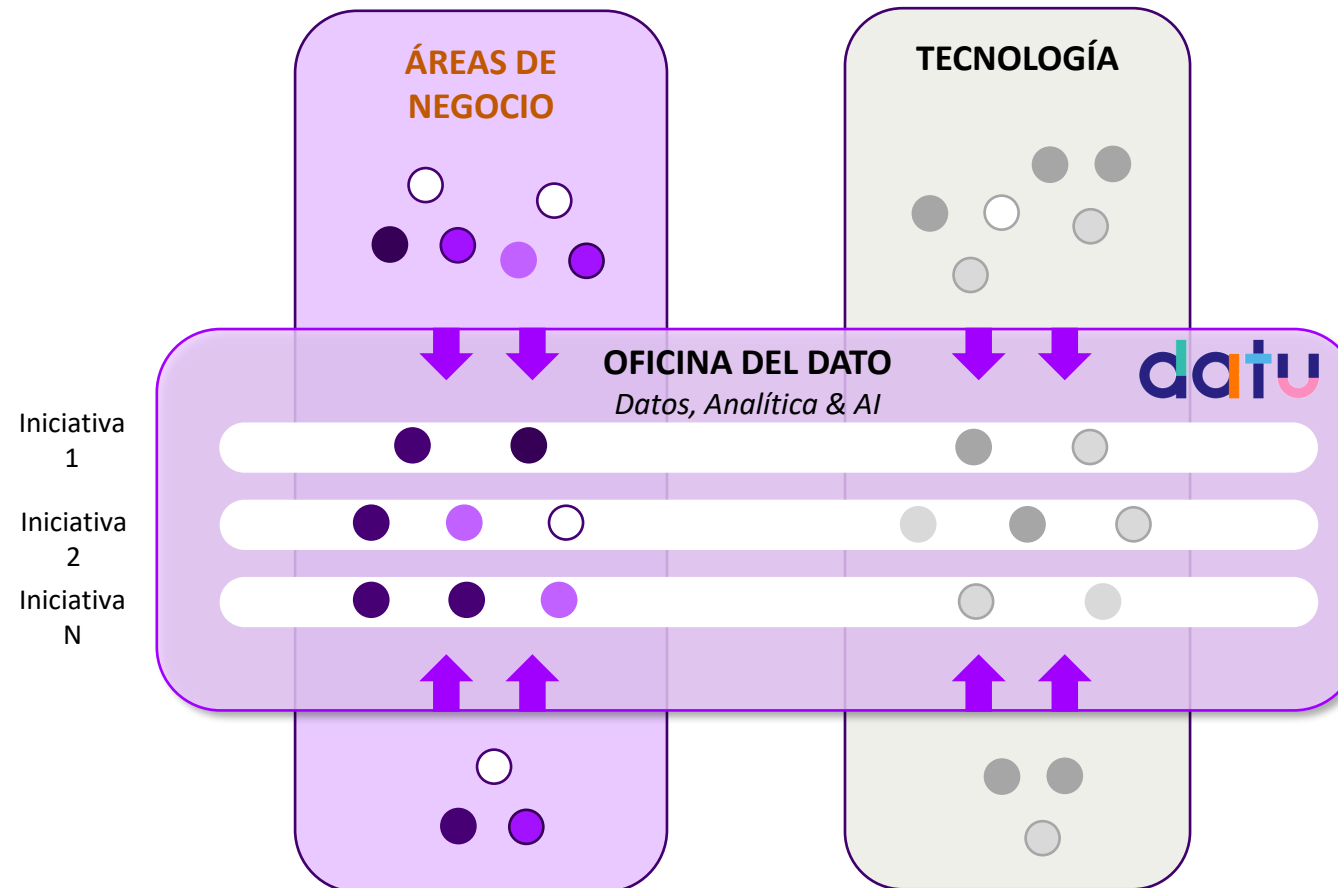 ÁREAS DE
NEGOCIO
TECNOLOGÍA
OFICINA DEL DATO
Datos, Analítica & AI
datu
Iniciativa
1
Iniciativa
2
Iniciativa
N